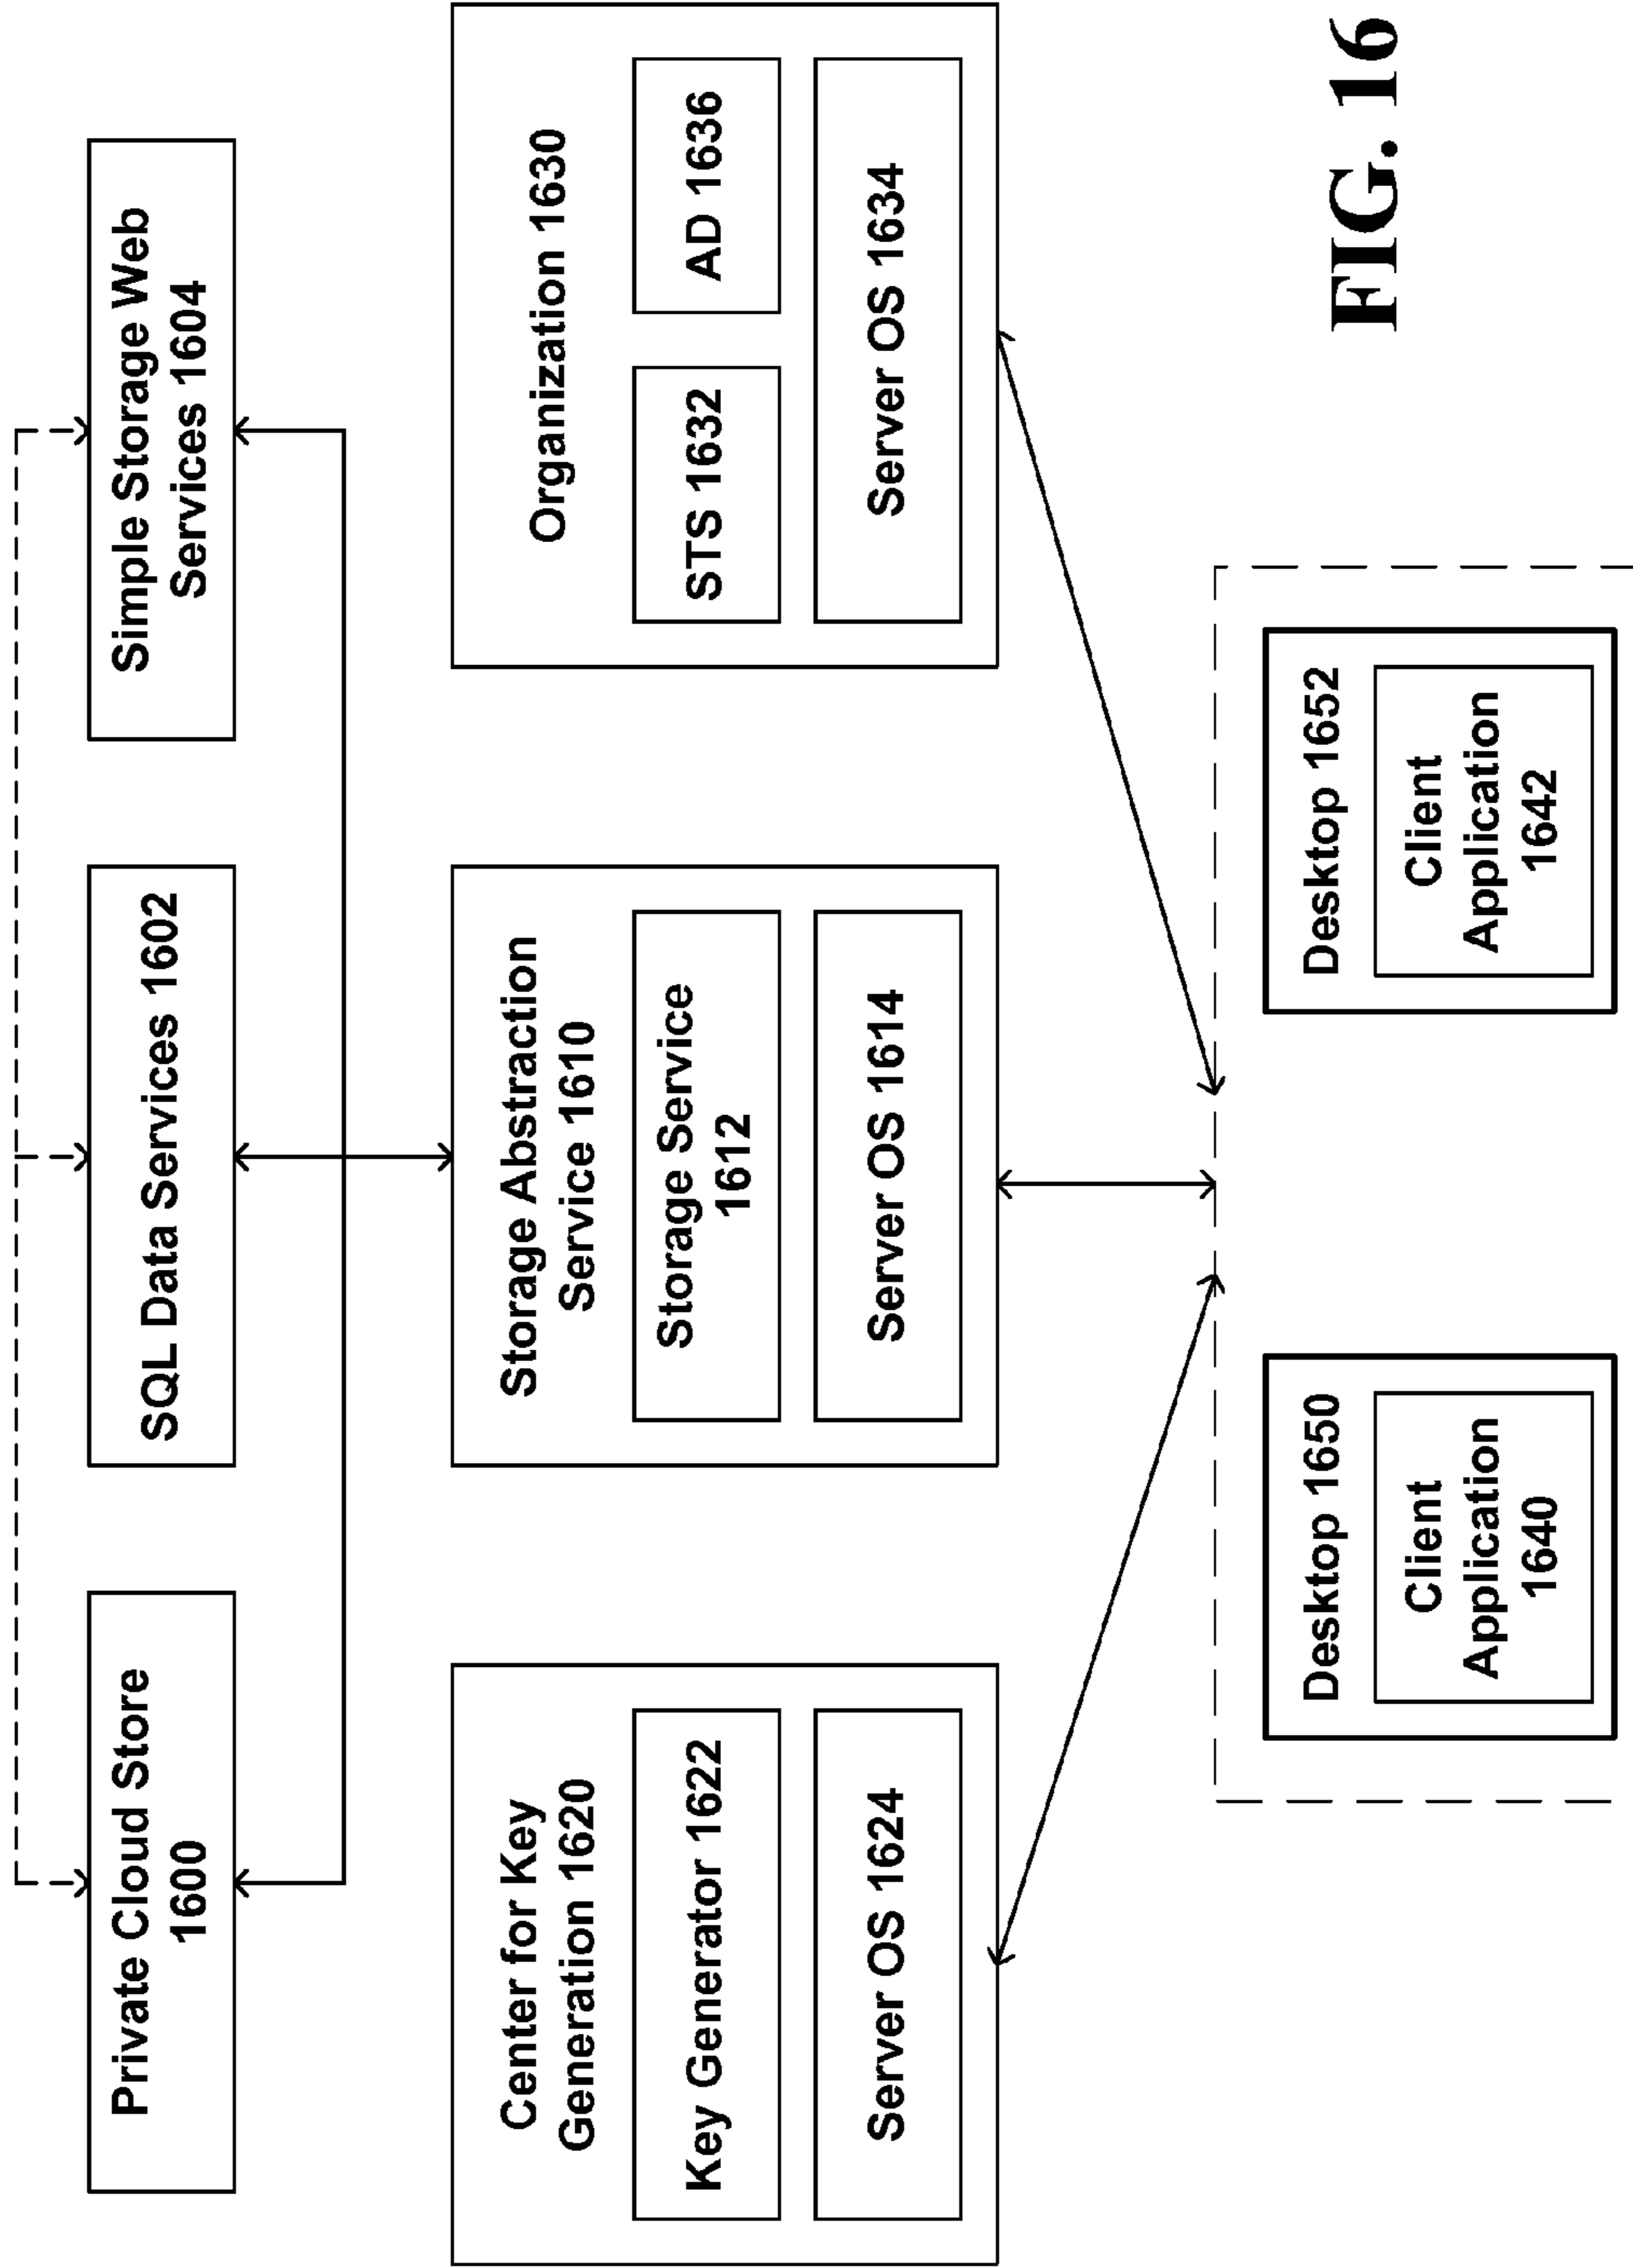 Private Cloud Store
1600
SQL Data Services 1602
Simple Storage Web
Services 1604
Center for Key
Generation 1620
Key Generator 1622
Server OS 1624
Storage Abstraction
Service 1610
Storage Service
1612
Server OS 1614
Organization 1630
STS 1632
AD 1636
Server OS 1634
Desktop 1650
Client
Application
1640
Desktop 1652
Client
Application
1642
FIG. 16